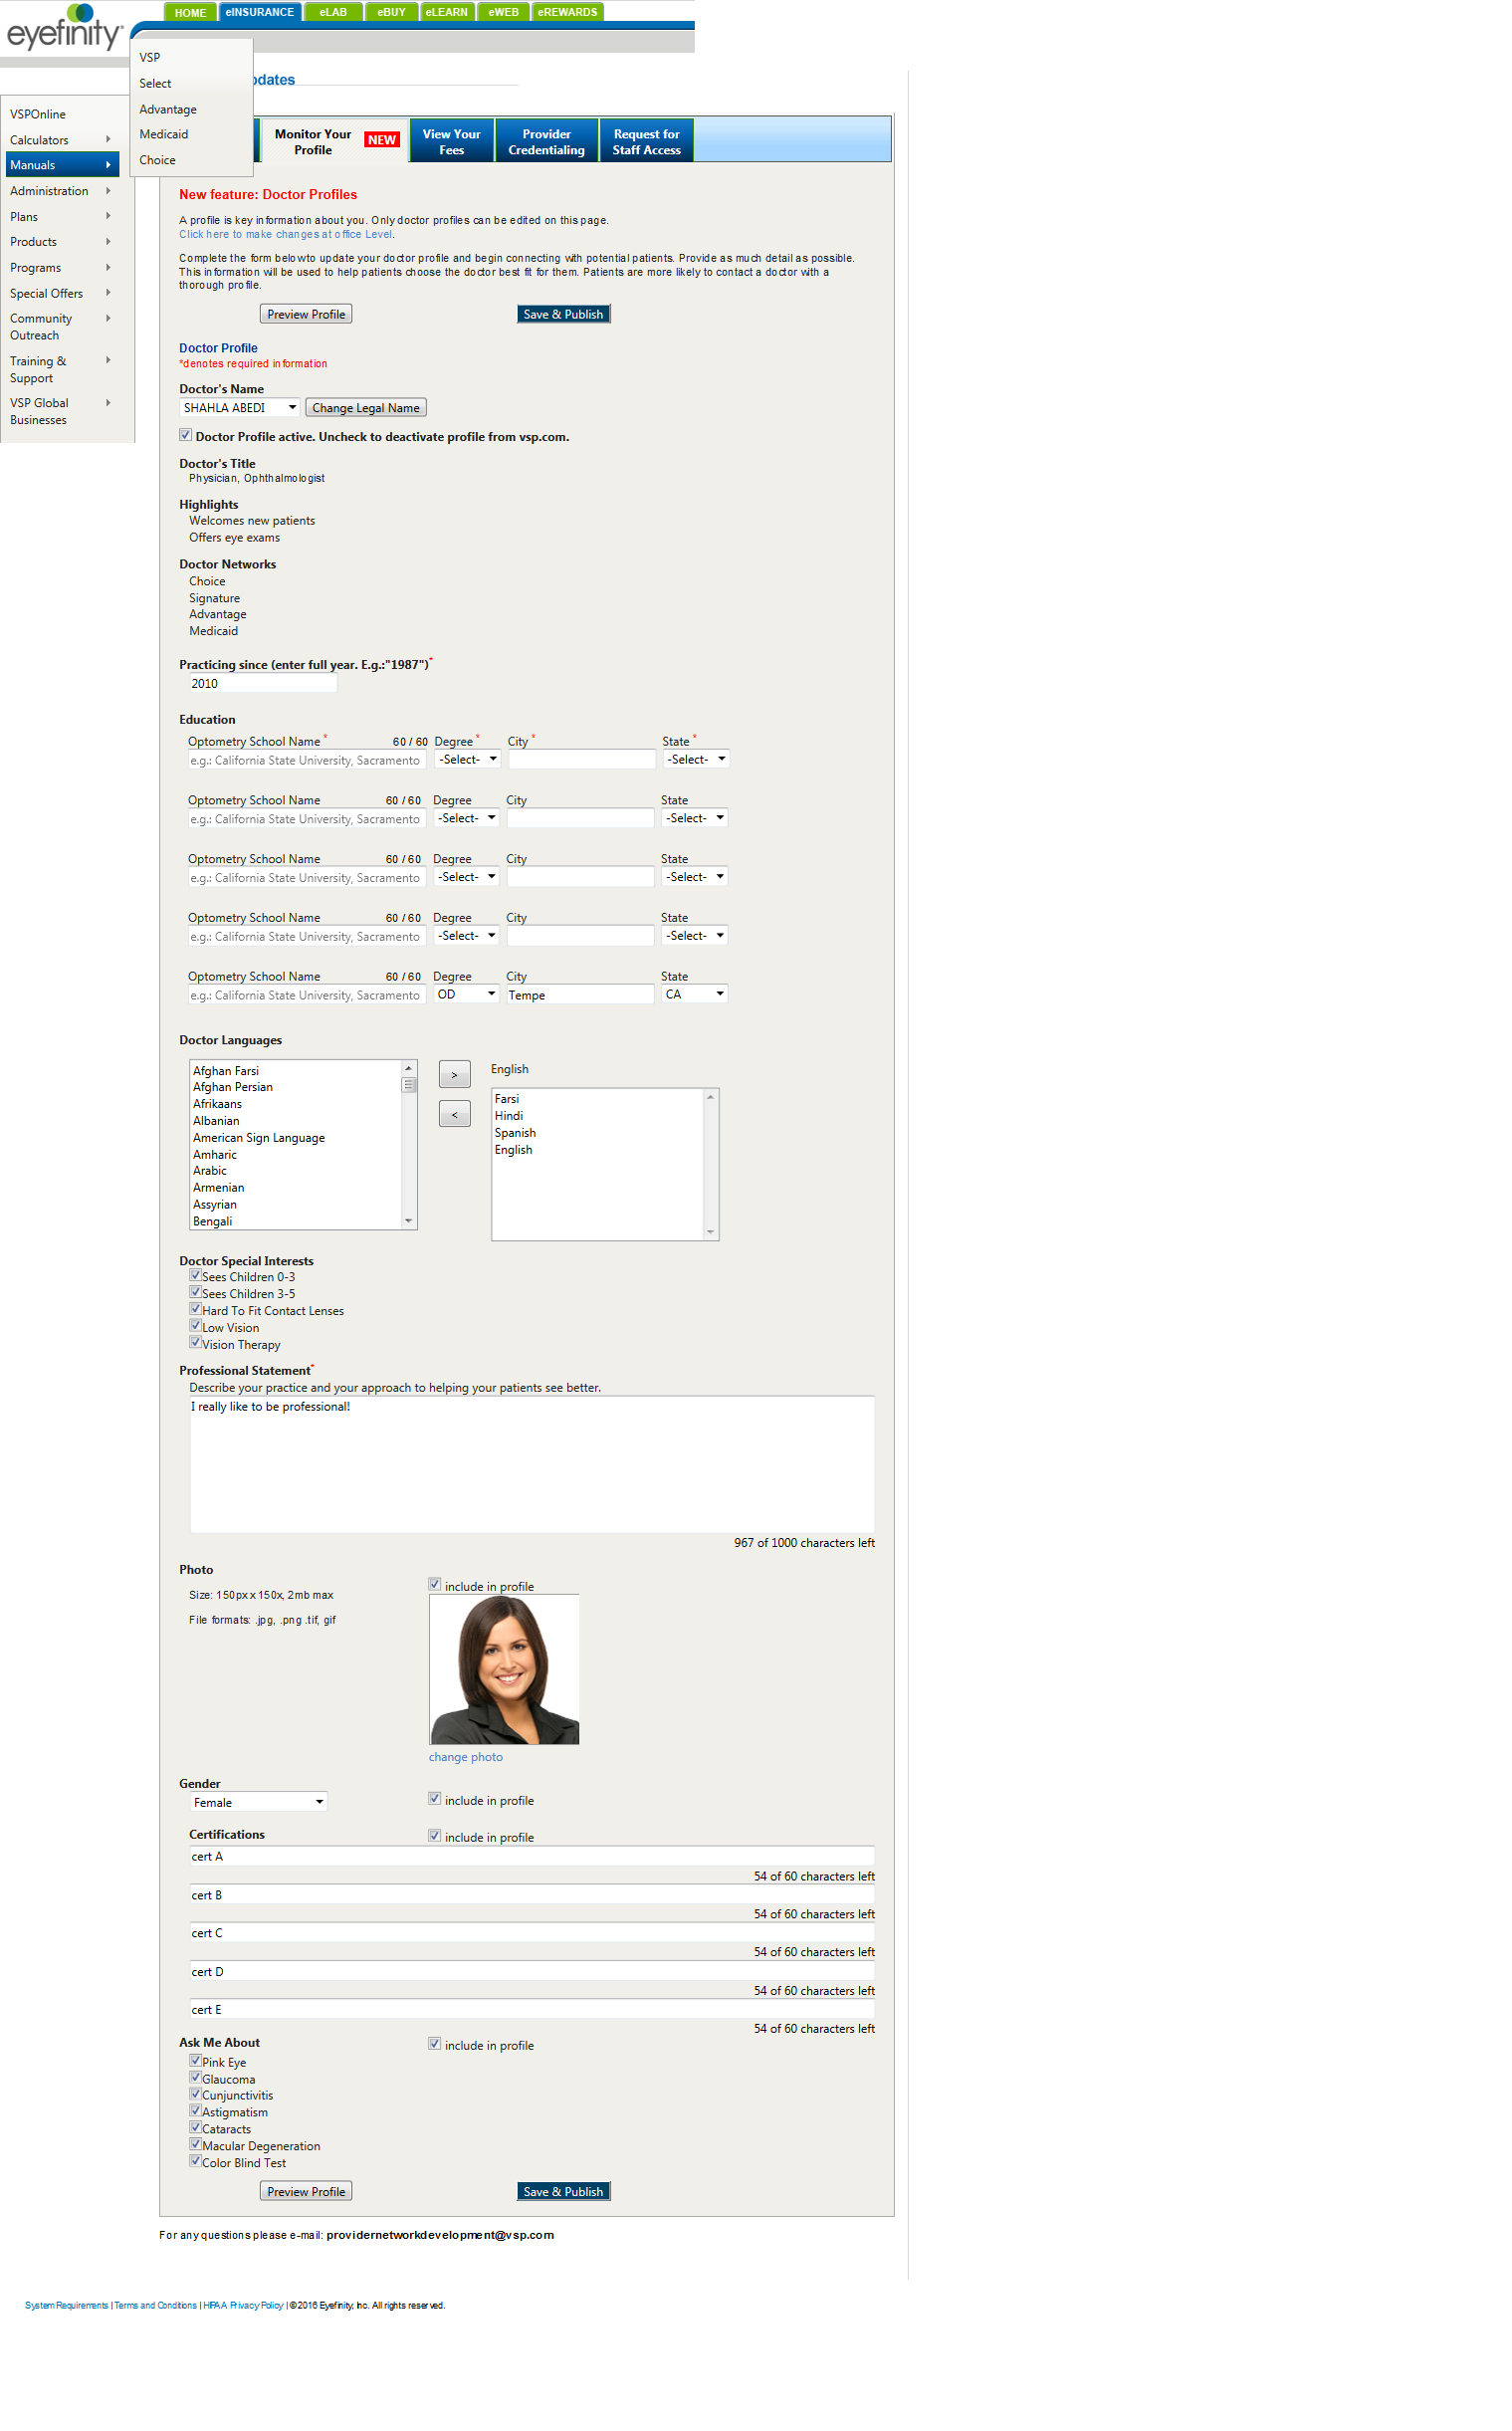 eyefinity
HOME
eINSURANCE
eLAB
eBUY
eLEARN
eWEB
eREWARDS
VSP
Select
Advantage
Medicaid
Choice
VSPOnline
Calculators
Manuals
Administration
Plans
Products
Programs
Special Offers
Community
Outreach
Training &
Support
VSP Global
Businesses
Monitor Your
Profile
NEW
View Your
Fees
Provider
Credentialing
Request for
Staff Access
New feature: Doctor Profiles
A profile is key information about you. Only doctor profiles can be edited on this page.
Click here to make changes at office Level.
Complete the form below to update your doctor profile and begin connecting with potential patients. Provide as much detail as possible.
This information will be used to help patients choose the doctor best fit for them. Patients are more likely to contact a doctor with a
thorough profile.
Preview Profile Save & Publish
Doctor Profile
*denotes required information
Doctor's Name
SHAHLA ABEDI Change Legal Name
Doctor Profile active. Uncheck to deactivate profile from vsp.com.
Doctor's Title
Physician, Ophthalmologist
Highlights
Welcomes new patients
Offers eye exams
Doctor Networks
Choice
Signature
Advantage
Medicaid
Practicing since (enter full year. E.g.:"1987")*
2010
Education
Optometry School Name * 60 / 60 Degree * City * State *
e.g.: California State University, Sacramento -Select- -Select-
Optometry School Name 60 / 60 Degree City State
e.g.: California State University, Sacramento -Select- -Select-
Optometry School Name 60 / 60 Degree City State
e.g.: California State University, Sacramento -Select- -Select-
Optometry School Name 60 / 60 Degree City State
e.g.: California State University, Sacramento -Select- -Select-
Optometry School Name 60 / 60 Degree City State
e.g.: California State University, Sacramento OD Tempe CA
Doctor Languages
Afghan Farsi
Afghan Persian
Afrikaans
Albanian
American Sign Language
Amharic
Arabic
Armenian
Assyrian
Bengali
>
<
English
Farsi
Hindi
Spanish
English
Doctor Special Interests
Sees Children 0-3
Sees Children 3-5
Hard To Fit Contact Lenses
Low Vision
Vision Therapy
Professional Statement*
Describe your practice and your approach to helping your patients see better.
I really like to be professional!
967 of 1000 characters left
Photo
include in profile
Size: 150px x 150x, 2mb max
File formats: .jpg, .png .tif, gif
change photo
Gender
Female include in profile
Certifications include in profile
cert A
54 of 60 characters left
cert B
54 of 60 characters left
cert C
54 of 60 characters left
cert D
54 of 60 characters left
cert E
54 of 60 characters left
Ask Me About include in profile
Pink Eye
Glaucoma
Cunjunctivitis
Astigmatism
Cataracts
Macular Degeneration
Color Blind Test
Preview Profile Save & Publish
For any questions please e-mail: providernetworkdevelopment@vsp.com
System Requirements | Terms and Conditions | HIPAA Privacy Policy | © 2016 Eyefinity, Inc. All rights reserved.